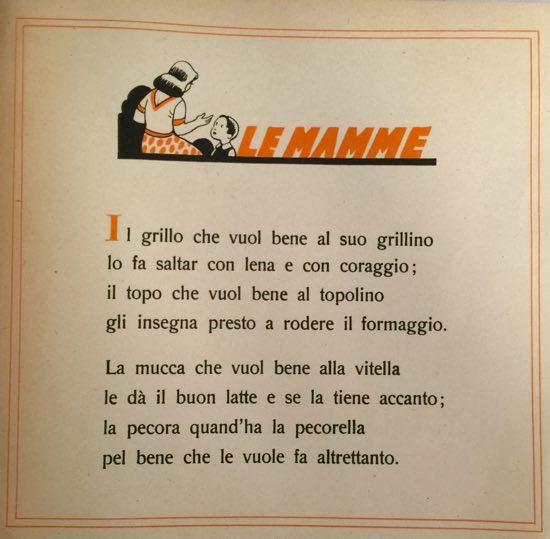 LE MAMME
Il grillo che vuol bene al suo grillino
lo fa saltar con lena e con coraggio;
il topo che vuol bene al topolino
gli insegna presto a rodere il formaggio.
La mucca che vuol bene alla vitella
le dà il buon latte e se la tiene accanto;
la pecora quand'ha la pecorella
pel bene che le vuole fa altrettanto.